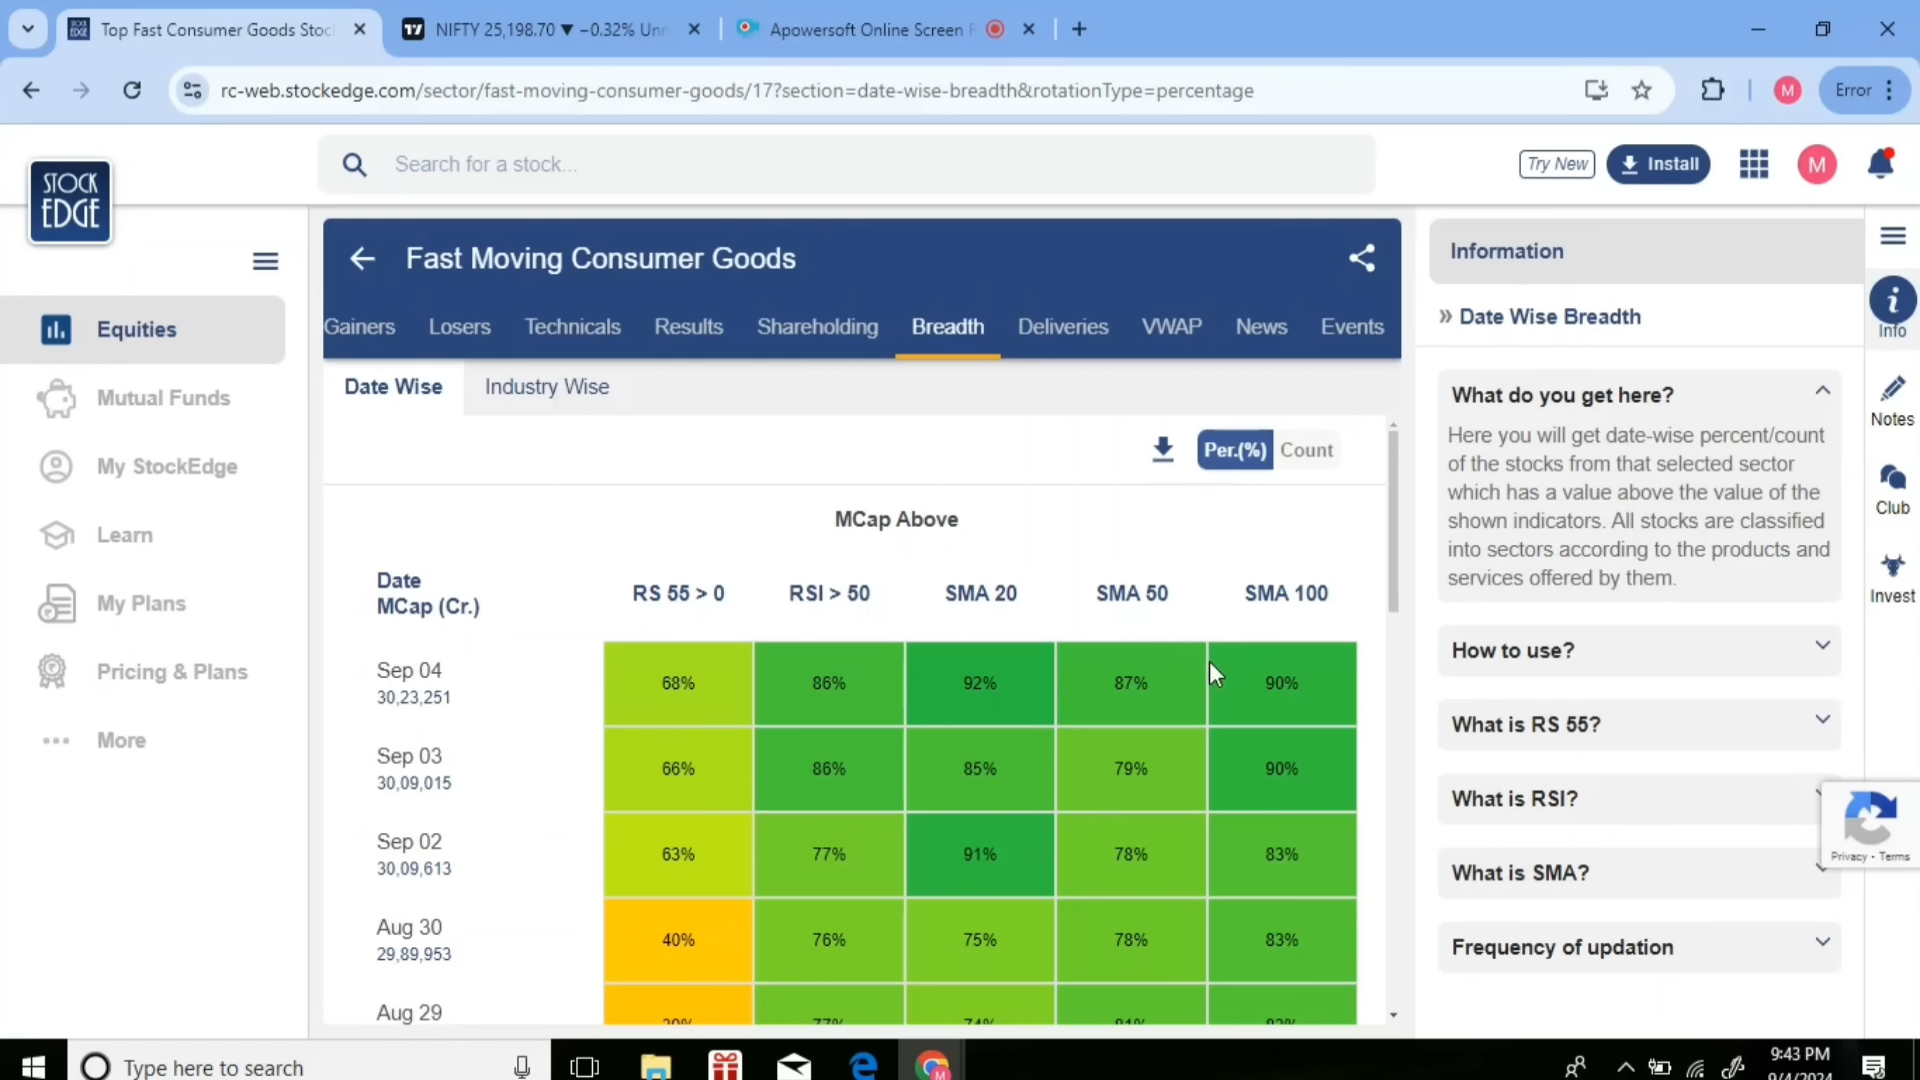 Top Fast Consumer Goods Stoc
NIFTY 25,198.70 ▼ −0.32% Unn
Apowersoft Online Screen R
rc-web.stockedge.com/sector/fast-moving-consumer-goods/17?section=date-wise-breadth&rotationType=percentage
M
Error
STOCK
EDGE
Search for a stock...
Try New
Install
M
Equities
Mutual Funds
My StockEdge
Learn
My Plans
Pricing & Plans
More
Fast Moving Consumer Goods
Gainers Losers Technicals Results Shareholding Breadth Deliveries VWAP News Events
Date Wise Industry Wise
Per.(%) Count
MCap Above
Date
MCap (Cr.) RS 55 > 0 RSI > 50 SMA 20 SMA 50 SMA 100
Sep 04
30,23,251
68% 86% 92% 87% 90%
Sep 03
30,09,015
66% 86% 85% 79% 90%
Sep 02
30,09,613
63% 77% 91% 78% 83%
Aug 30
29,89,953
40% 76% 75% 78% 83%
Aug 29
Information
» Date Wise Breadth
What do you get here?
Here you will get date-wise percent/count
of the stocks from that selected sector
which has a value above the value of the
shown indicators. All stocks are classified
into sectors according to the products and
services offered by them.
How to use?
What is RS 55?
What is RSI?
What is SMA?
Frequency of updation
Info
Notes
Club
Invest
Privacy - Terms
Type here to search
M
9:43 PM
9/4/2024